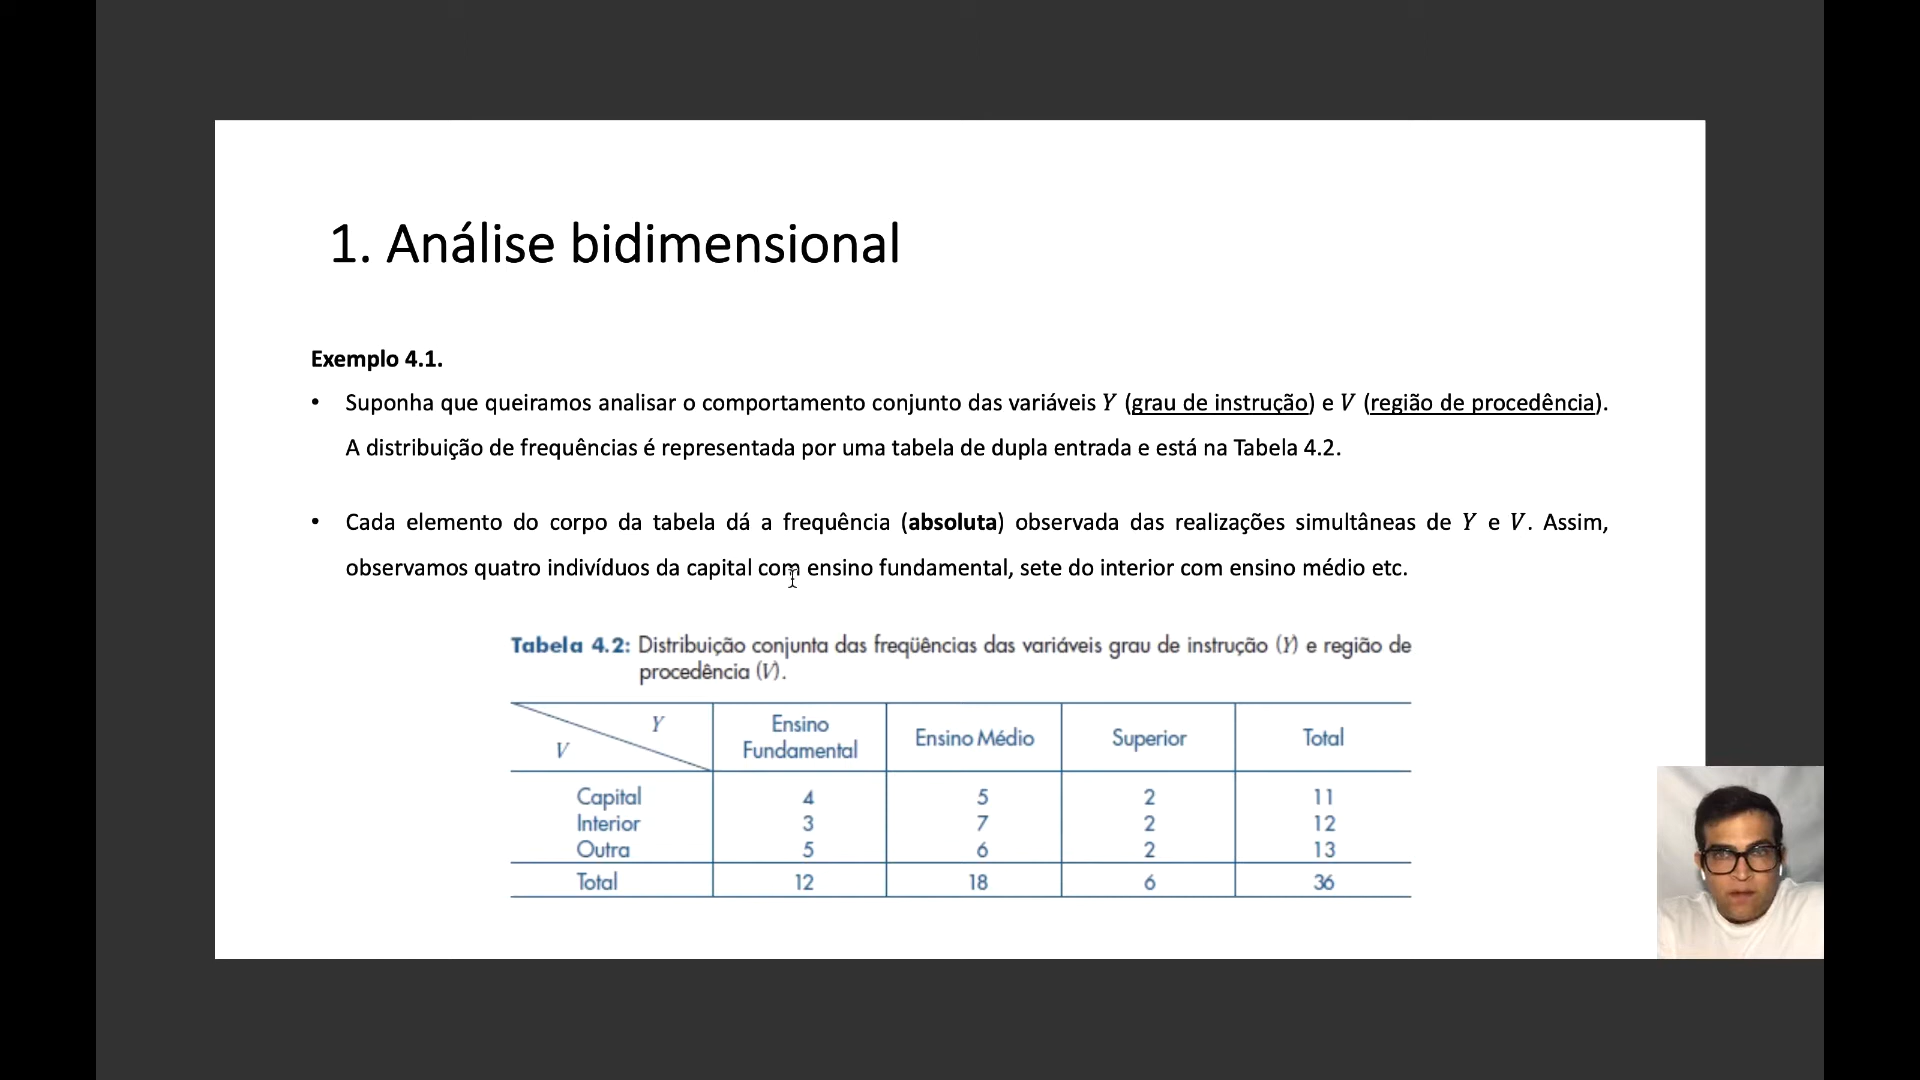 1. Análise bidimensional
Exemplo 4.1.
• Suponha que queiramos analisar o comportamento conjunto das variáveis Y (grau de instrução) e V (região de procedência).
A distribuição de frequências é representada por uma tabela de dupla entrada e está na Tabela 4.2.
• Cada elemento do corpo da tabela dá a frequência (absoluta) observada das realizações simultâneas de Y e V. Assim,
observamos quatro indivíduos da capital com ensino fundamental, sete do interior com ensino médio etc.
Tabela 4.2: Distribuição conjunta das freqüências das variáveis grau de instrução (Y) e região de
procedência (V).
V Y Ensino Fundamental Ensino Médio Superior Total
Capital 4 5 2 11
Interior 3 7 2 12
Outra 5 6 2 13
Total 12 18 6 36